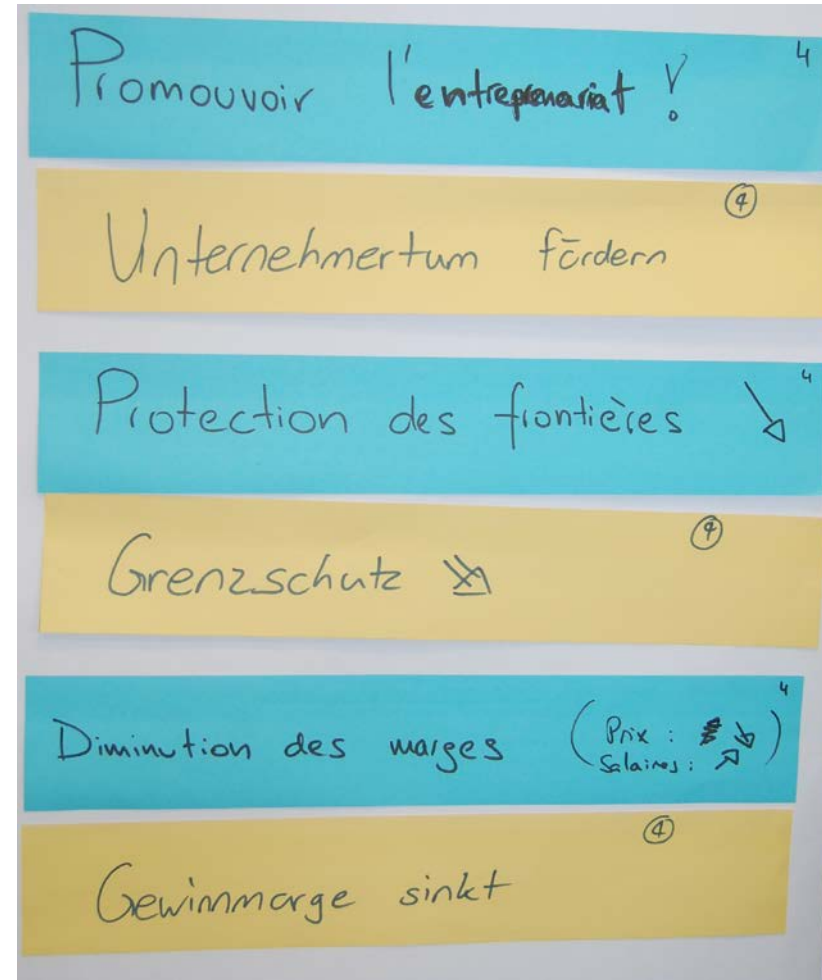 4
Promouvoir l'entreprenariat !
④
Unternehmertum fördern
4
Protection des frontières ↘
④
Grenzschutz ↘
4
Diminution des marges (Prix : ↘
Salaires : ↗)
④
Gewinnmarge sinkt